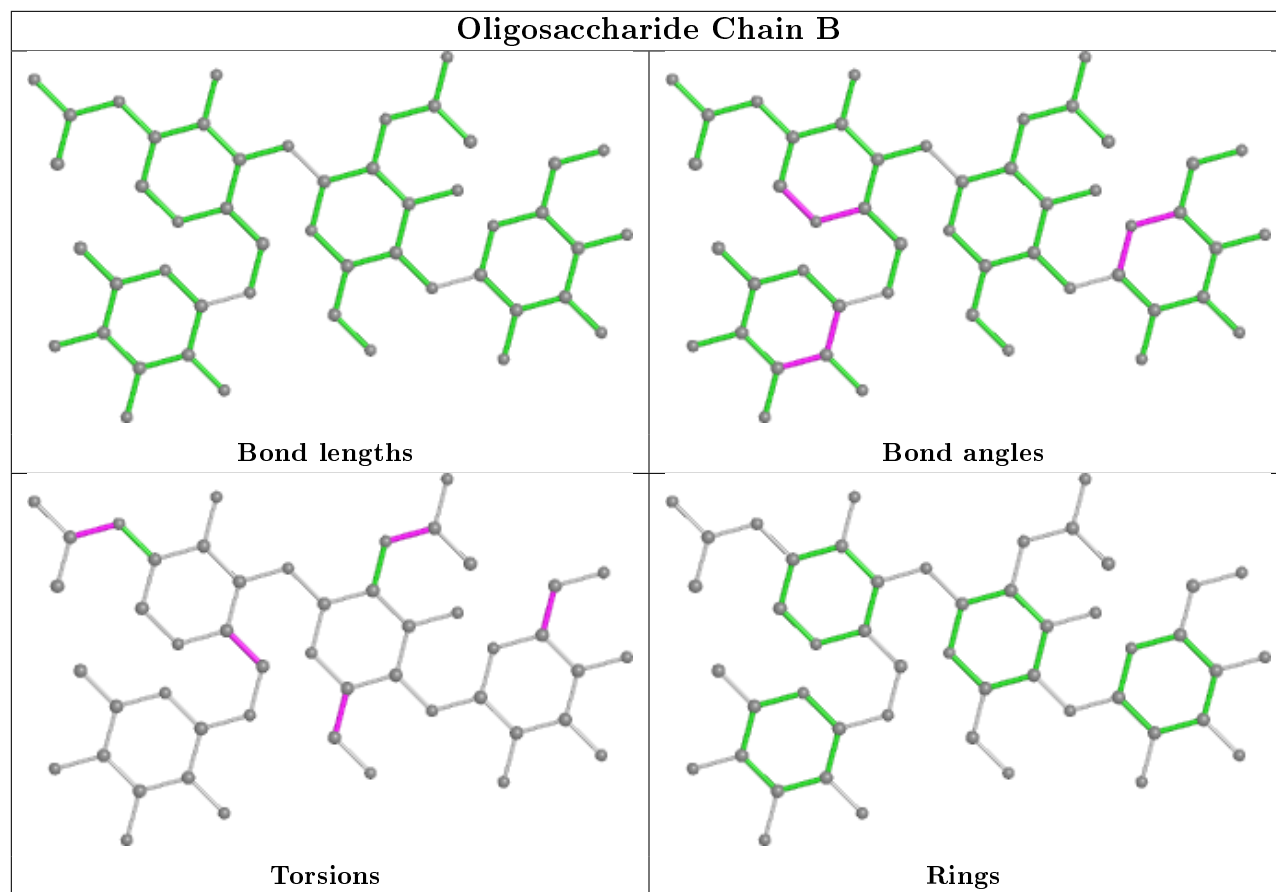 Oligosaccharide Chain B
Bond lengths
Bond angles
Torsions
Rings